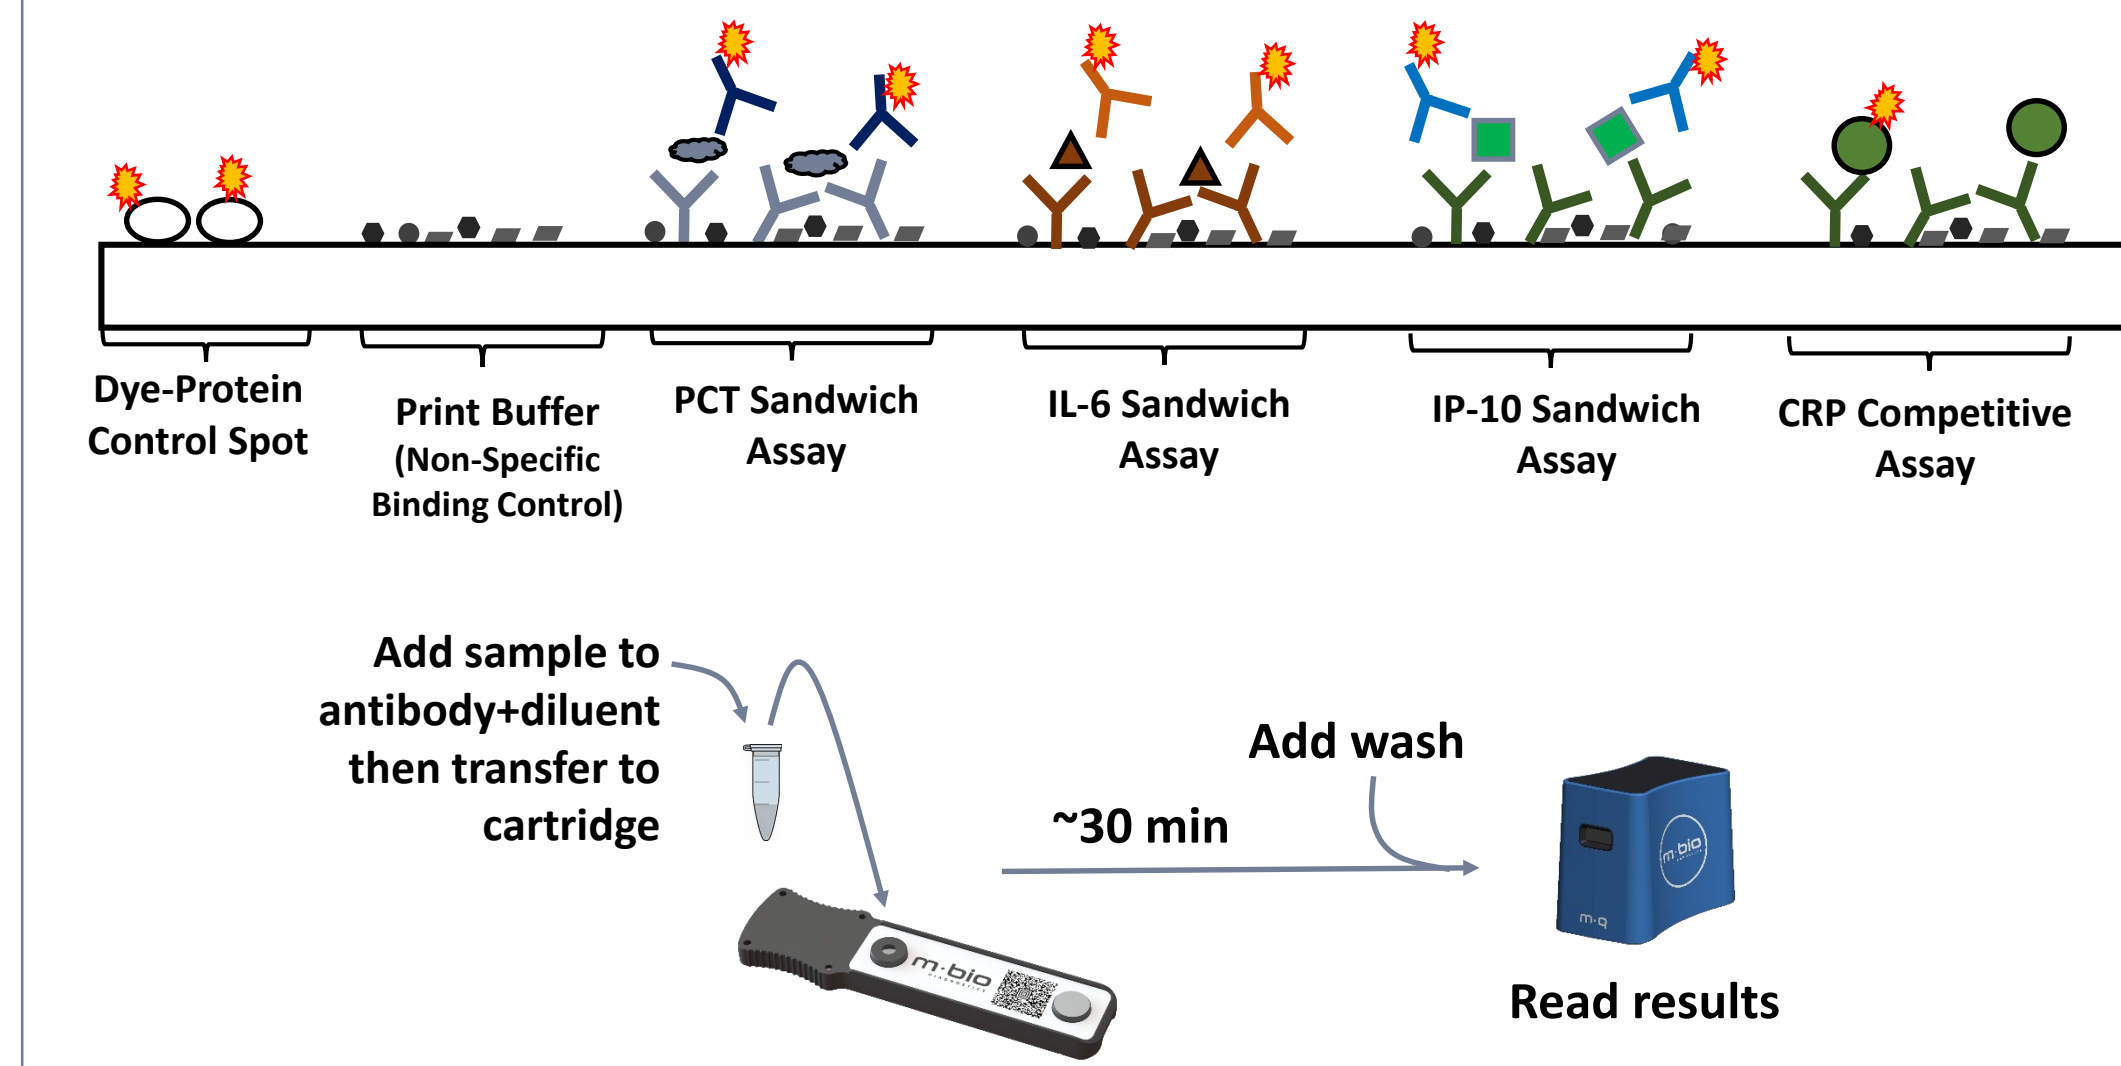 Dye-Protein
Control Spot
Print Buffer
(Non-Specific
Binding Control)
PCT Sandwich
Assay
IL-6 Sandwich
Assay
IP-10 Sandwich
Assay
CRP Competitive
Assay
Add sample to
antibody+diluent
then transfer to
cartridge
~30 min
Add wash
m·bio
DIAGNOSTICS
m·bio
m·q
Read results